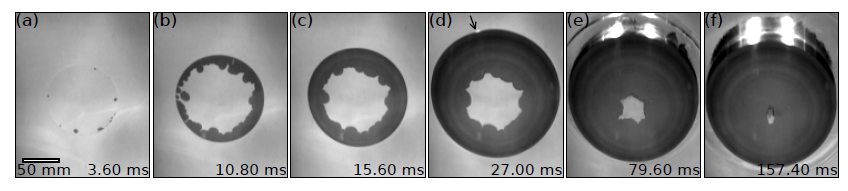 (a) (b) (c) (d) (e) (f)
50 mm 3.60 ms 10.80 ms 15.60 ms 27.00 ms 79.60 ms 157.40 ms